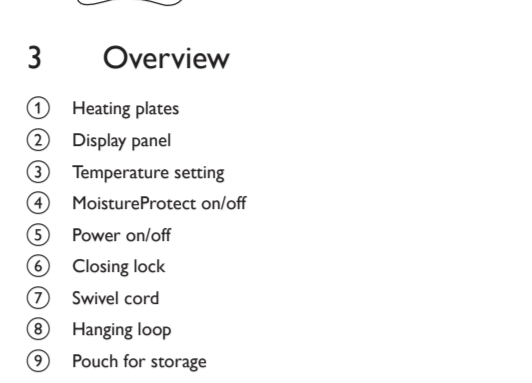 3 Overview
1 Heating plates
2 Display panel
3 Temperature setting
4 MoistureProtect on/off
5 Power on/off
6 Closing lock
7 Swivel cord
8 Hanging loop
9 Pouch for storage